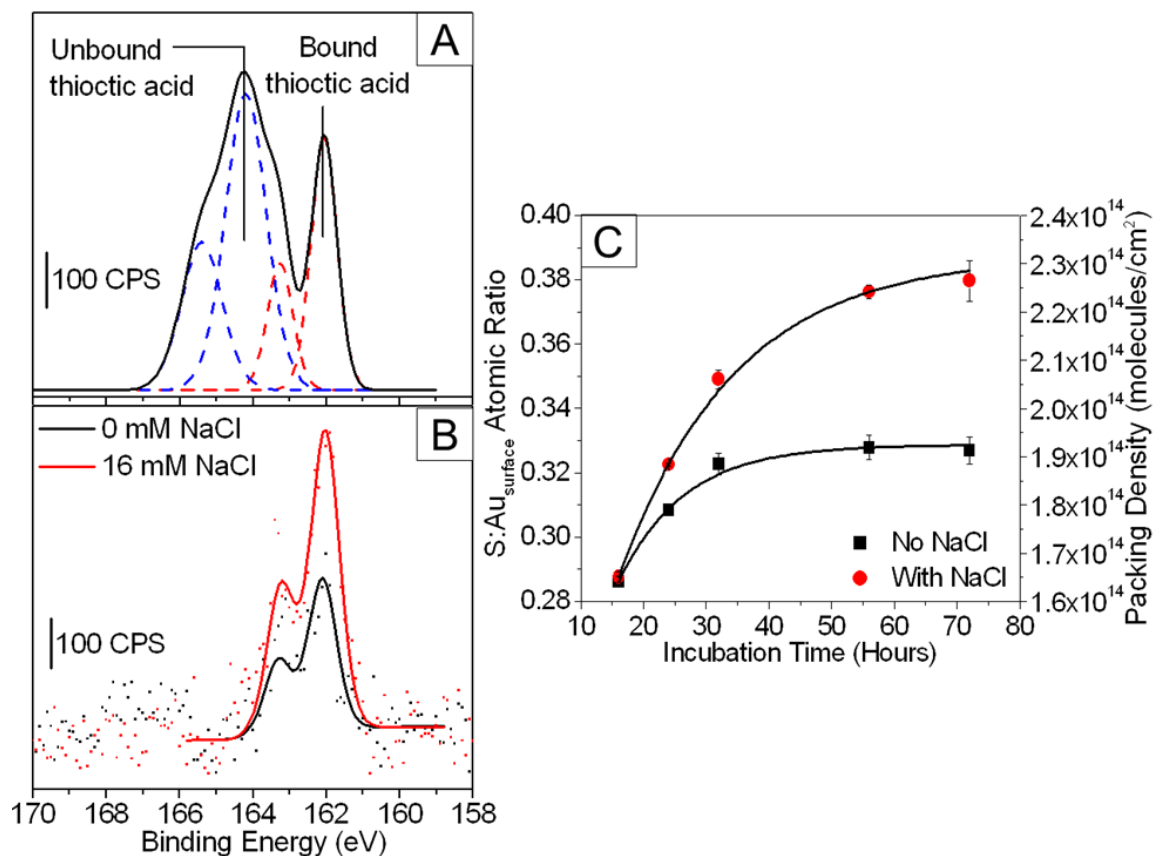 A
Unbound
thioctic acid
Bound
thioctic acid
100 CPS
B
0 mM NaCl
16 mM NaCl
100 CPS
170 168 166 164 162 160 158
Binding Energy (eV)
C
0.40
0.38
0.36
0.34
0.32
0.30
0.28
S:Au surface Atomic Ratio
2.4x10^14
2.3x10^14
2.2x10^14
2.1x10^14
2.0x10^14
1.9x10^14
1.8x10^14
1.7x10^14
1.6x10^14
Packing Density (molecules/cm²)
No NaCl
With NaCl
10 20 30 40 50 60 70 80
Incubation Time (Hours)